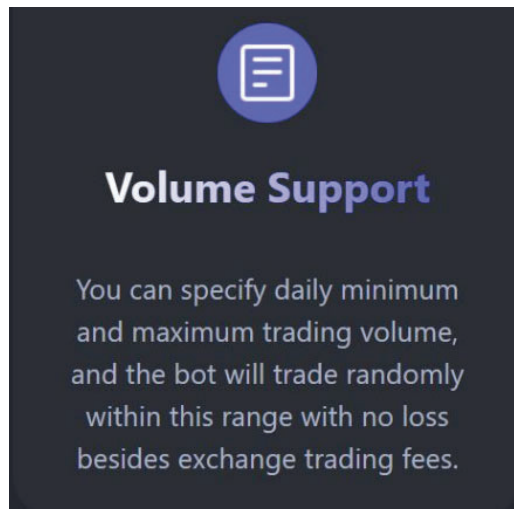 Volume Support
You can specify daily minimum
and maximum trading volume,
and the bot will trade randomly
within this range with no loss
besides exchange trading fees.